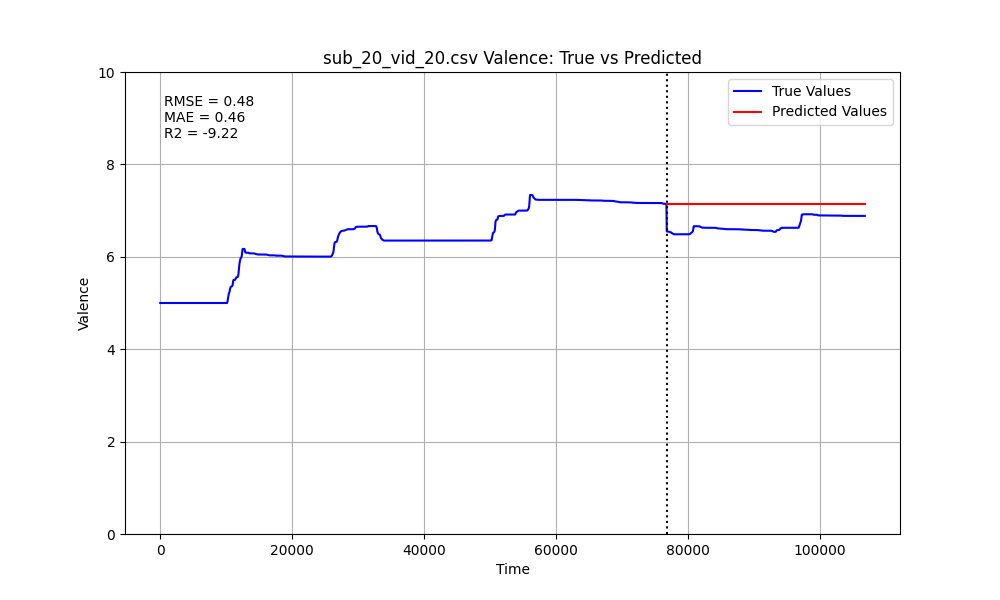 sub_20_vid_20.csv Valence: True vs Predicted
RMSE = 0.48
MAE = 0.46
R2 = -9.22
True Values
Predicted Values
10
8
6
4
2
0
Valence
0 20000 40000 60000 80000 100000
Time